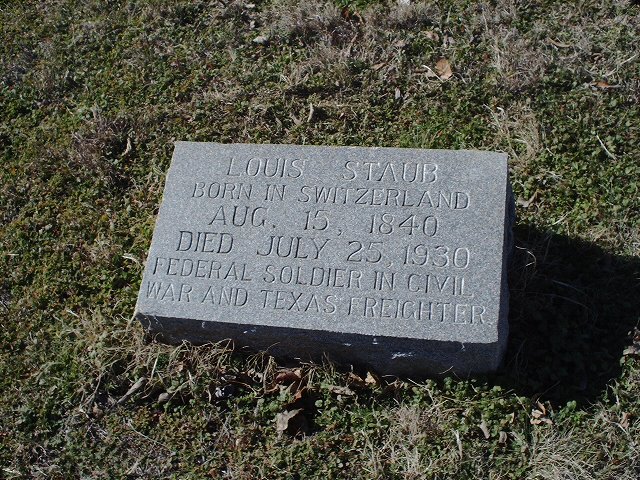 LOUIS STAUB
BORN IN SWITZERLAND
AUG. 15, 1840
DIED JULY 25, 1930
FEDERAL SOLDIER IN CIVIL
WAR AND TEXAS FREIGHTER.